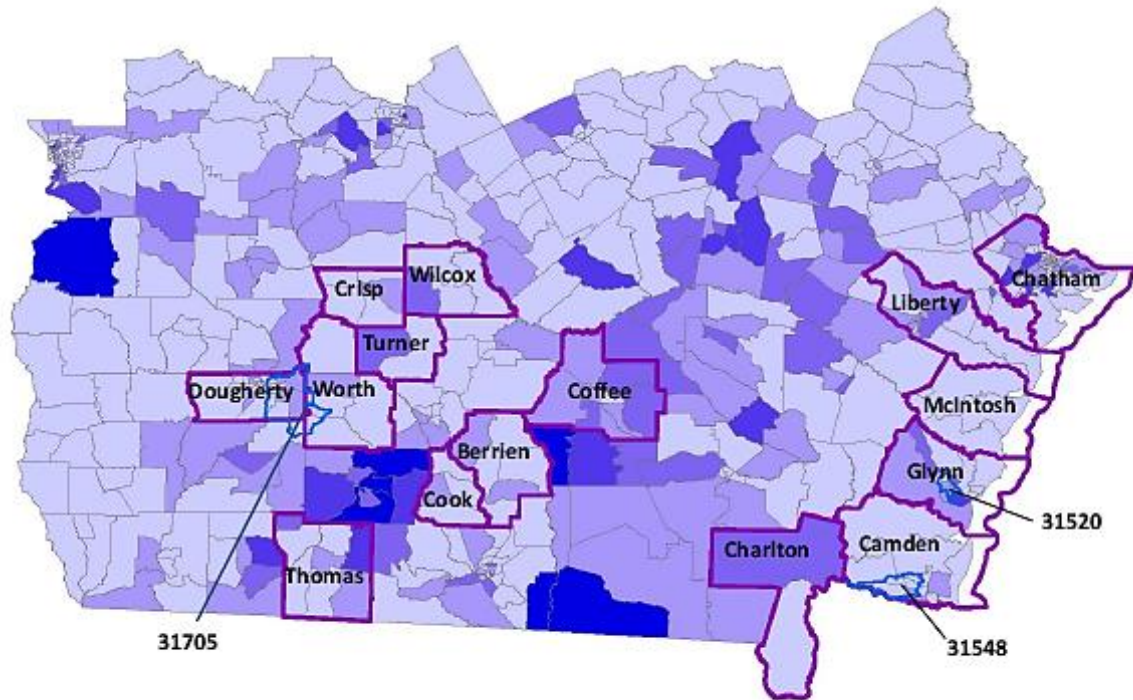 Wilcox
Crisp
Chatham
Liberty
Turner
Dougherty
Worth
Coffee
McIntosh
Berrien
Glynn
Cook
31520
Charlton
Camden
Thomas
31705
31548